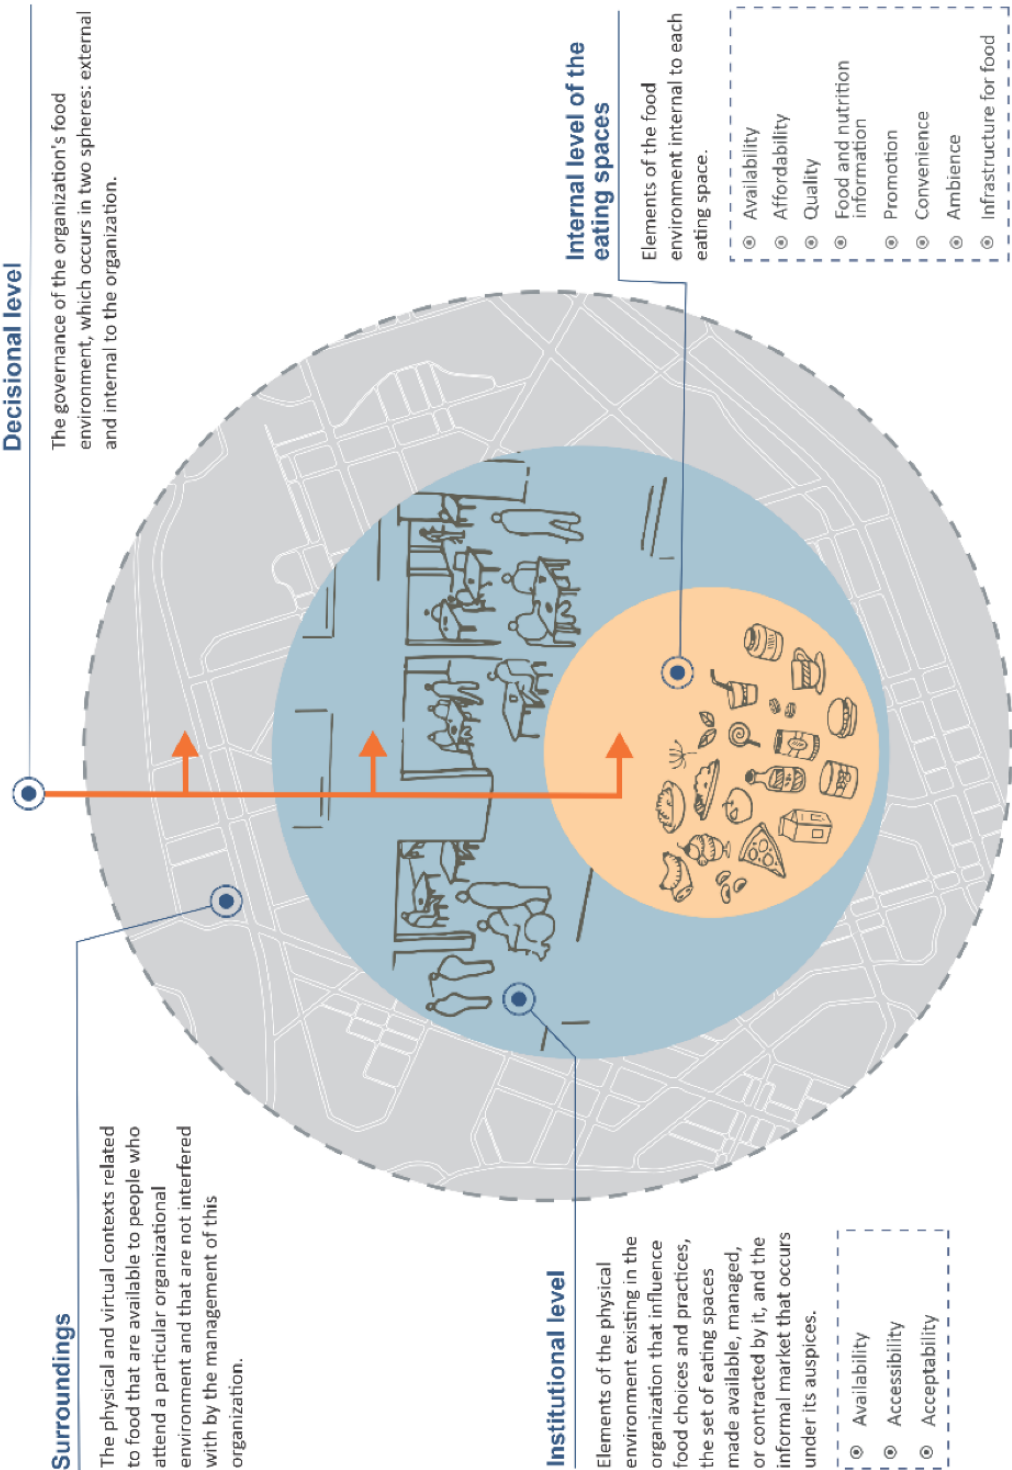 Surroundings
The physical and virtual contexts related
to food that are available to people who
attend a particular organizational
environment and that are not interfered
with by the management of this
organization.
Decisional level
The governance of the organization's food
environment, which occurs in two spheres: external
and internal to the organization.
Institutional level
Elements of the physical
environment existing in the
organization that influence
food choices and practices,
the set of eating spaces
made available, managed,
or contracted by it, and the
informal market that occurs
under its auspices.
Availability
Accessibility
Acceptability
Internal level of the
eating spaces
Elements of the food
environment internal to each
eating space.
Availability
Affordability
Quality
Food and nutrition
information
Promotion
Convenience
Ambience
Infrastructure for food